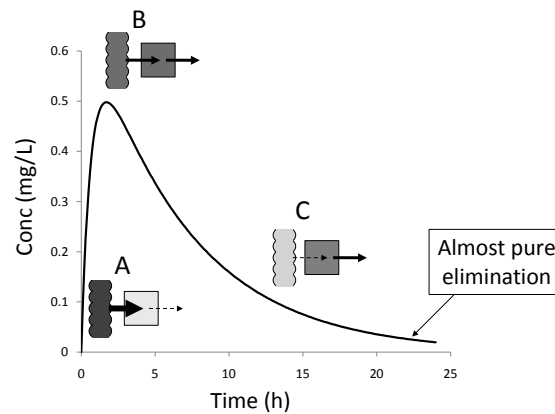 B
0.6
0.5
0.4
0.3
0.2
0.1
0
Conc (mg/L)
A
C
Almost pure
elimination
0 5 10 15 20 25
Time (h)